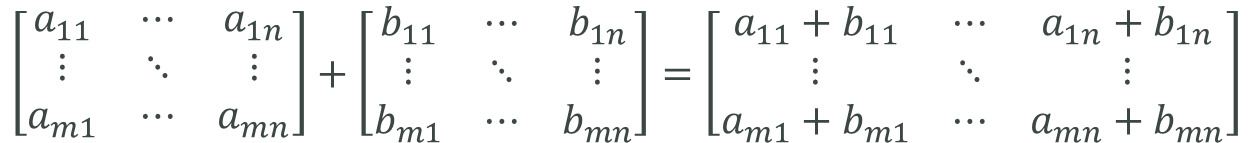 [a₁₁ ⋯ a₁ₙ ⋮ ⋱ ⋮ aₘ₁ ⋯ aₘₙ] + [b₁₁ ⋯ b₁ₙ ⋮ ⋱ ⋮ bₘ₁ ⋯ bₘₙ] = [a₁₁ + b₁₁ ⋯ a₁ₙ + b₁ₙ ⋮ ⋱ ⋮ aₘ₁ + bₘ₁ ⋯ aₘₙ + bₘₙ]